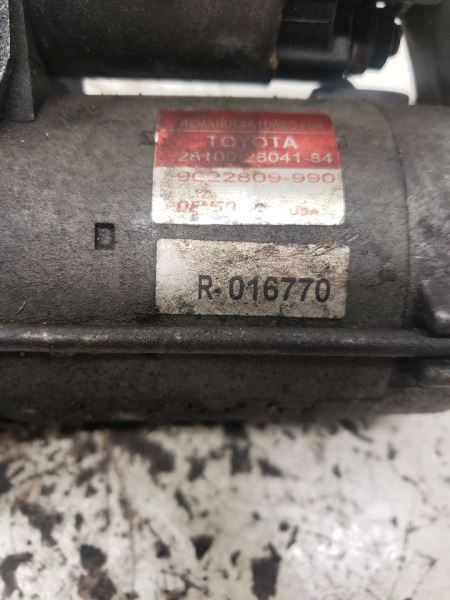 REMANUFACTURED
TOYOTA
28100-28041-84
9C22809-990
DENSO USA
R-016770